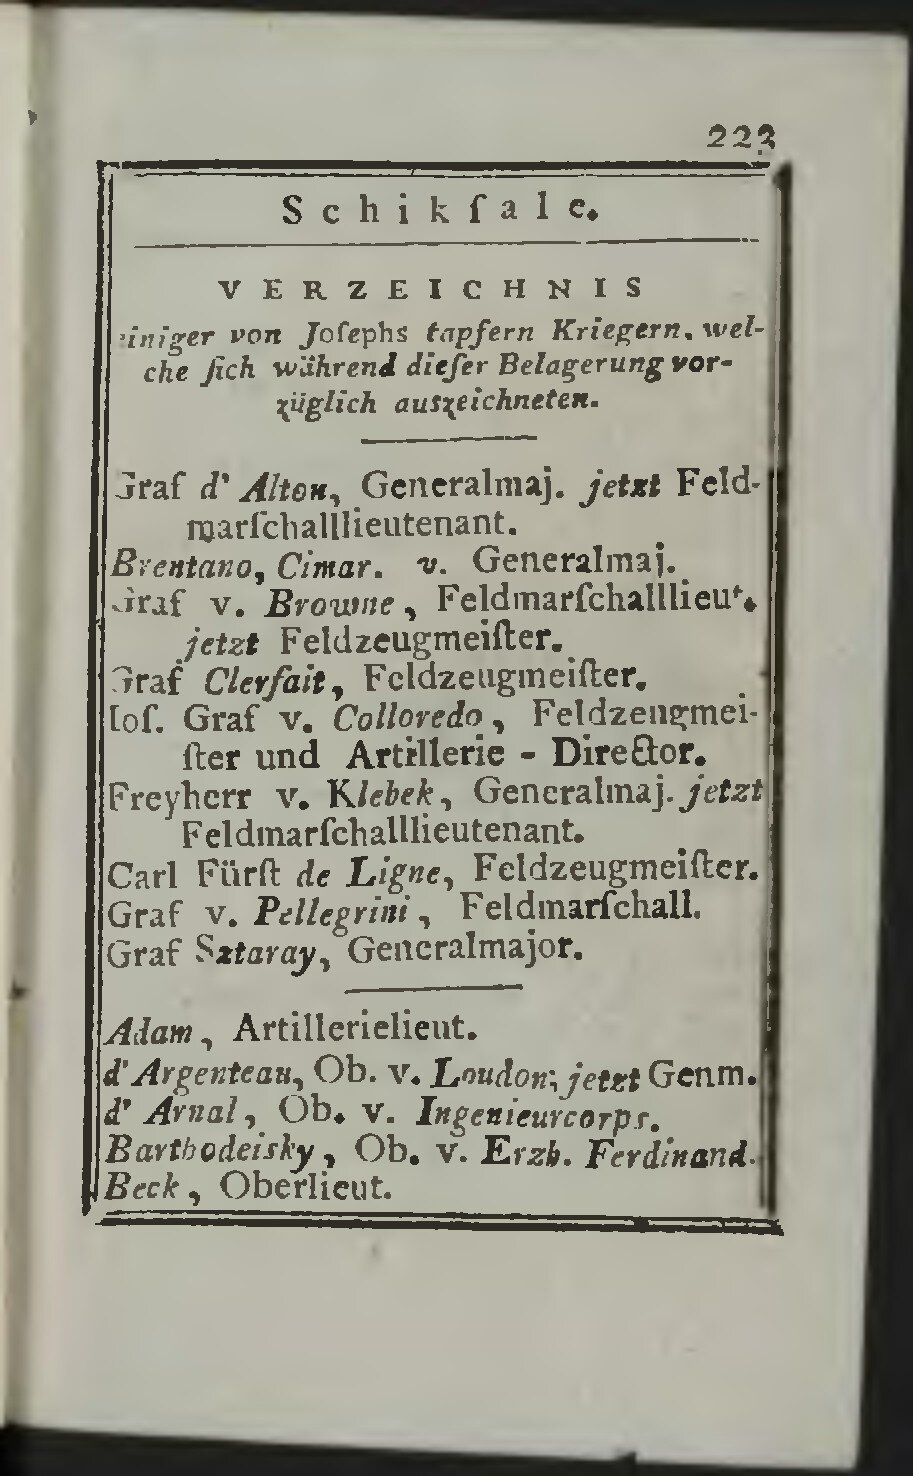 223
Schikſale.
VERZEICHNIS
einiger von Joſephs tapfern Kriegern, wel-
che ſich während dieſer Belagerung vor-
züglich auszeichneten.
Graf d' Alton, Generalmaj. jetzt Feld-
marſchalllieutenant.
Brentano, Cimar. v. Generalmaj.
Graf v. Browne, Feldmarſchalllieut.
jetzt Feldzeugmeiſter.
Graf Clerfait, Feldzeugmeiſter.
Ioſ. Graf v. Colloredo, Feldzeugmei-
ſter und Artillerie - Director.
Freyherr v. Klebek, Generalmaj. jetzt
Feldmarſchalllieutenant.
Carl Fürſt de Ligne, Feldzeugmeiſter.
Graf v. Pellegrini, Feldmarſchall.
Graf Sztaray, Generalmajor.
Adam, Artillerielieut.
d'Argenteau, Ob. v. Loudon; jetzt Genm.
d' Arnal, Ob. v. Ingenieurcorps.
Barthodeisky, Ob. v. Erzh. Ferdinand.
Beck, Oberlieut.